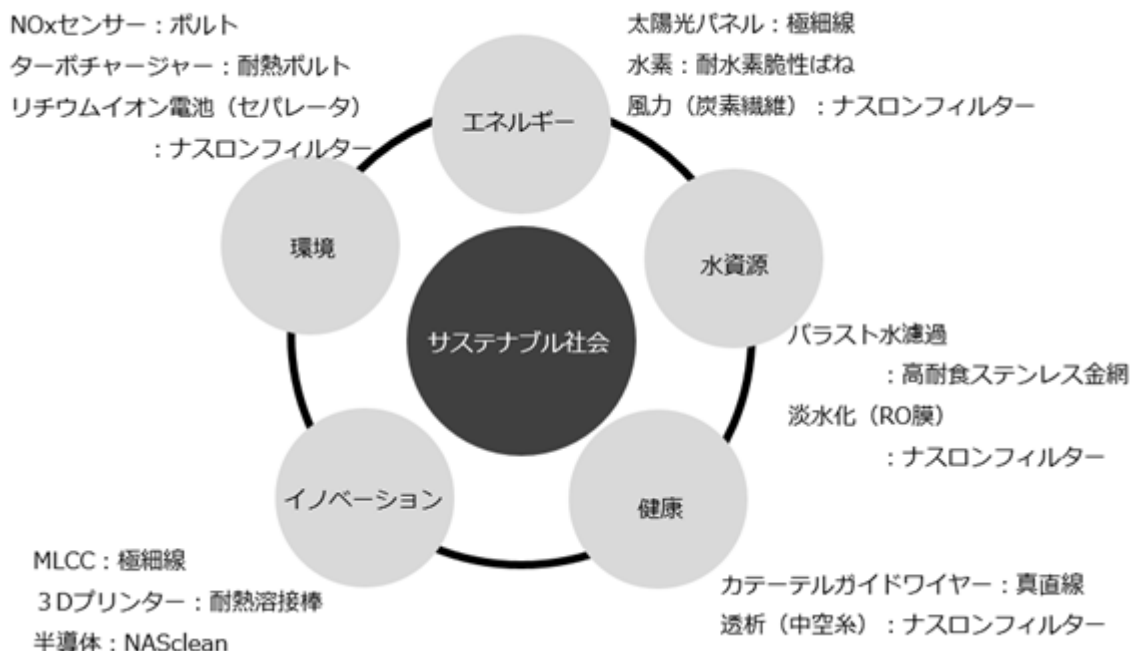 NOxセンサー：ボルト
ターボチャージャー：耐熱ボルト
リチウムイオン電池（セパレータ）
：ナスロンフィルター
太陽光パネル：極細線
水素：耐水素脆性ばね
風力（炭素繊維）：ナスロンフィルター
エネルギー
環境
水資源
サステナブル社会
バラスト水濾過
：高耐食ステンレス金網
淡水化（RO膜）
：ナスロンフィルター
イノベーション
健康
MLCC：極細線
３Dプリンター：耐熱溶接棒
半導体：NASclean
カテーテルガイドワイヤー：真直線
透析（中空糸）：ナスロンフィルター